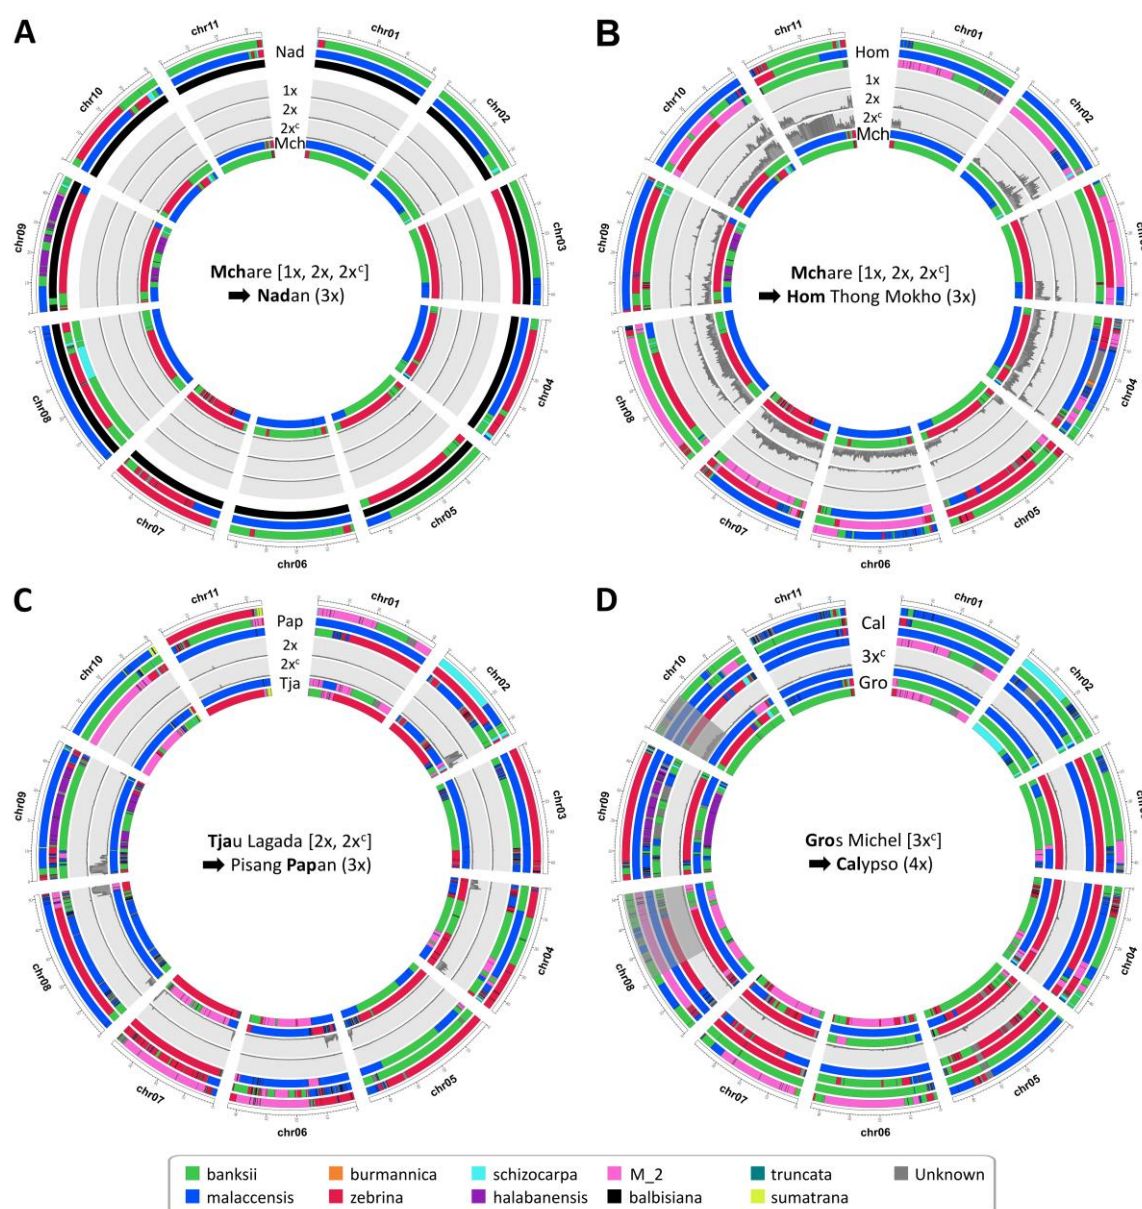 A
chr11
chr01
Nad
1x
2x
2xᶜ
Mch
chr10
chr02
chr09
chr03
chr08
chr04
chr07
chr05
chr06
Mchare [1x, 2x, 2xᶜ]
Nadan (3x)
B
chr11
chr01
Hom
1x
2x
2xᶜ
Mch
chr10
chr02
chr09
chr03
chr08
chr04
chr07
chr05
chr06
Mchare [1x, 2x, 2xᶜ]
Hom Thong Mokho (3x)
C
chr11
chr01
Pap
2x
2xᶜ
Tja
chr10
chr02
chr09
chr03
chr08
chr04
chr07
chr05
chr06
Tjau Lagada [2x, 2xᶜ]
Pisang Papan (3x)
D
chr11
chr01
Cal
3xᶜ
Gro
chr10
chr02
chr09
chr03
chr08
chr04
chr07
chr05
chr06
Gros Michel [3xᶜ]
Calypso (4x)
banksii burmannica schizocarpa M_2 truncata Unknown
malaccensis zebrina halabanensis balbisiana sumatrana